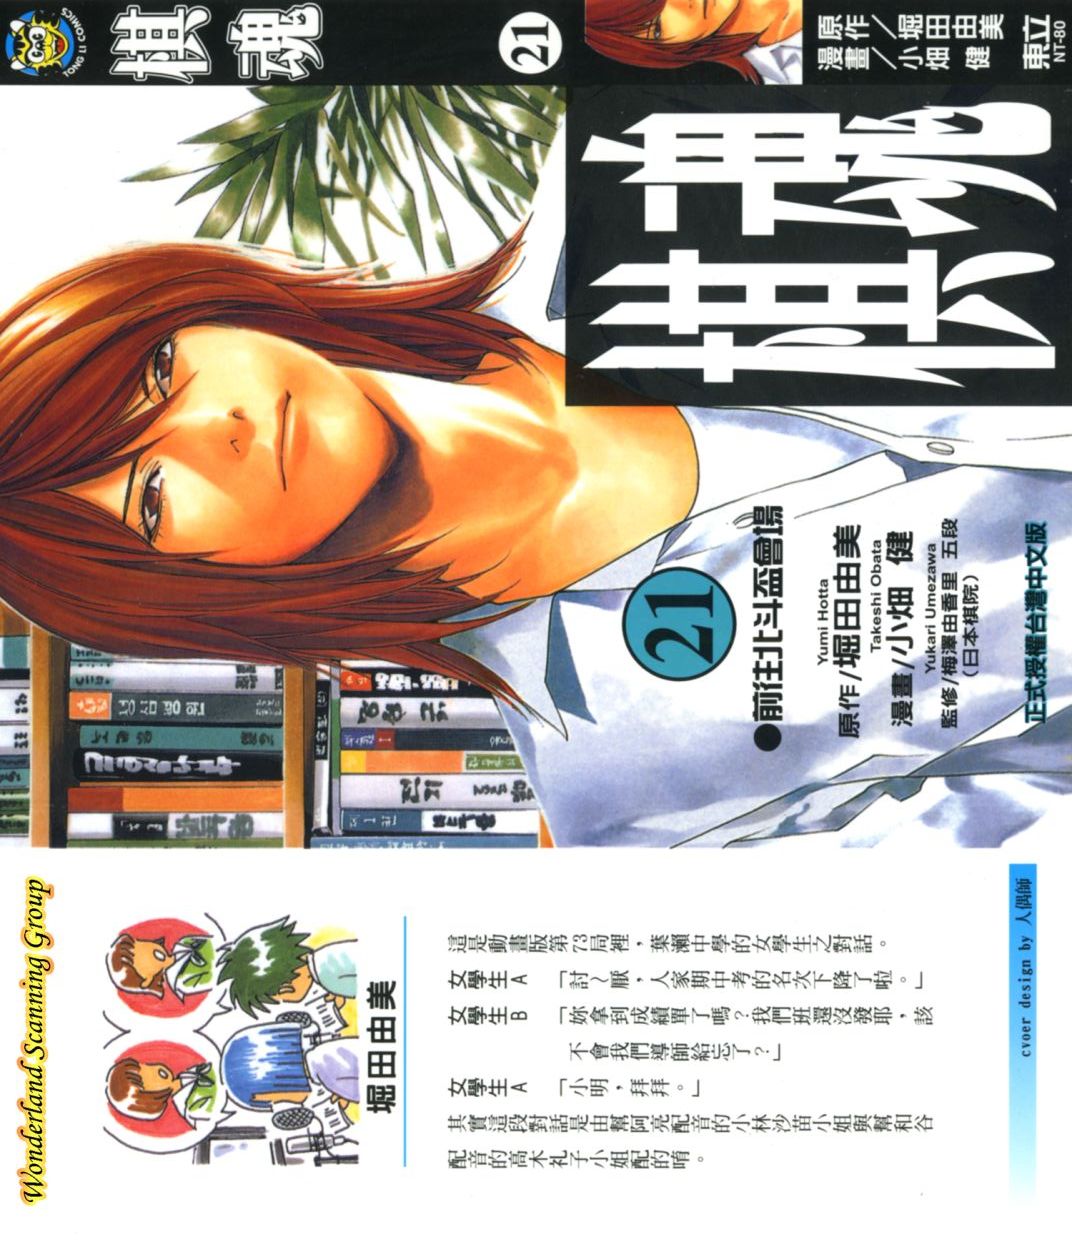 TONG LI COMICS
棋魂
21
原作/堀田由美
漫畫/小畑 健
東立
NT-80
棋魂
21
●前往北斗盃會場
Yumi Hotta
原作/堀田由美
Takeshi Obata
漫畫/小畑 健
Yukari Umezawa
監修/梅澤由香里 五段
(日本棋院)
正式授權台灣中文版
Wonderland Scanning Group
堀田由美
這是動畫版第73局裡，葉瀨中學的女學生之對話。
女學生A 「討～厭，人家期中考的名次下降了啦。」
女學生B 「妳拿到成績單了嗎？我們班還沒發耶，該
不會我們導師給忘了？」
女學生A 「小明，拜拜。」
其實這段對話是由幫阿亮配音的小林沙苗小姐與幫和谷
配音的高木礼子小姐配的唷。
cvoer design by 人偶師